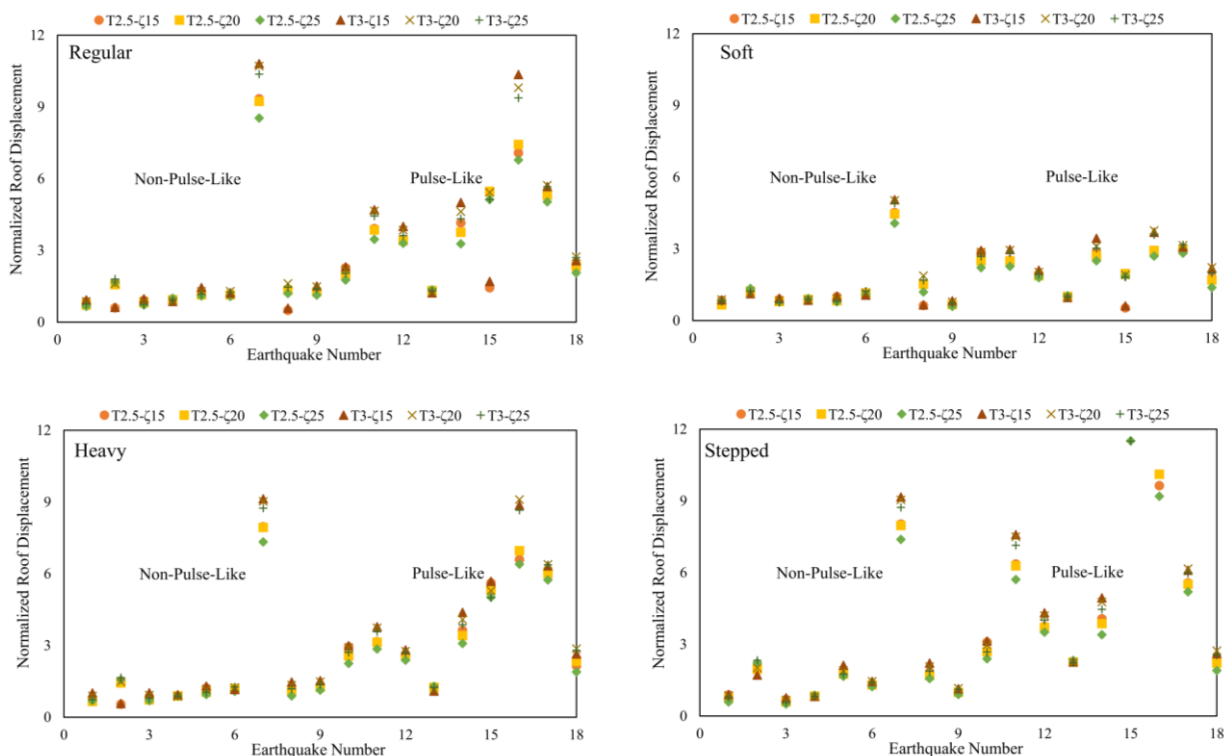 T2.5-ζ15 T2.5-ζ20 T2.5-ζ25 T3-ζ15 T3-ζ20 T3-ζ25
12
Regular
9
Normalized Roof Displacement
Non-Pulse-Like Pulse-Like
6
3
0
0 3 6 9 12 15 18
Earthquake Number
T2.5-ζ15 T2.5-ζ20 T2.5-ζ25 T3-ζ15 T3-ζ20 T3-ζ25
12
Soft
9
Normalized Roof Displacement
Non-Pulse-Like Pulse-Like
6
3
0
0 3 6 9 12 15 18
Earthquake Number
T2.5-ζ15 T2.5-ζ20 T2.5-ζ25 T3-ζ15 T3-ζ20 T3-ζ25
12
Heavy
9
Normalized Roof Displacement
Non-Pulse-Like Pulse-Like
6
3
0
0 3 6 9 12 15 18
Earthquake Number
T2.5-ζ15 T2.5-ζ20 T2.5-ζ25 T3-ζ15 T3-ζ20 T3-ζ25
12
Stepped
9
Normalized Roof Displacement
Non-Pulse-Like Pulse-Like
6
3
0
0 3 6 9 12 15 18
Earthquake Number